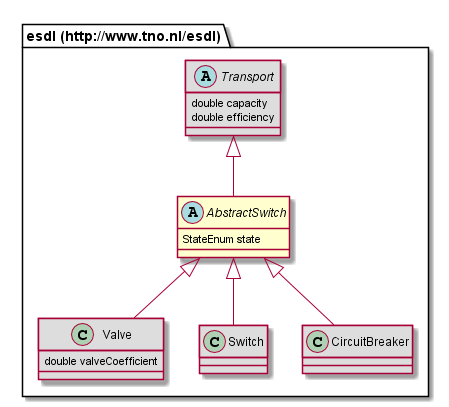 esdl (http://www.tno.nl/esdl)
A Transport
double capacity
double efficiency
A AbstractSwitch
StateEnum state
C Valve
double valveCoefficient
C Switch
C CircuitBreaker